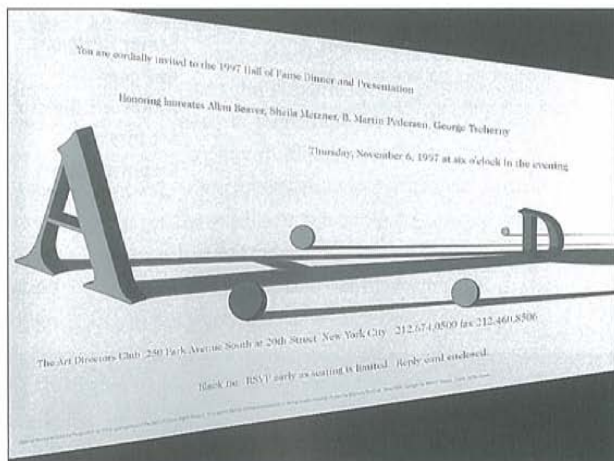 You are cordially invited to the 1997 Hall of Fame Dinner and Presentation
Honoring laureates Allan Beaver, Sheila Metzner, B. Martin Pedersen, George Tscherny
Thursday, November 6, 1997 at six o'clock in the evening
A D
The Art Directors Club 250 Park Avenue South at 20th Street New York City 212.674.0500 fax 212.460.8506
Black tie RSVP early as seating is limited Reply card enclosed